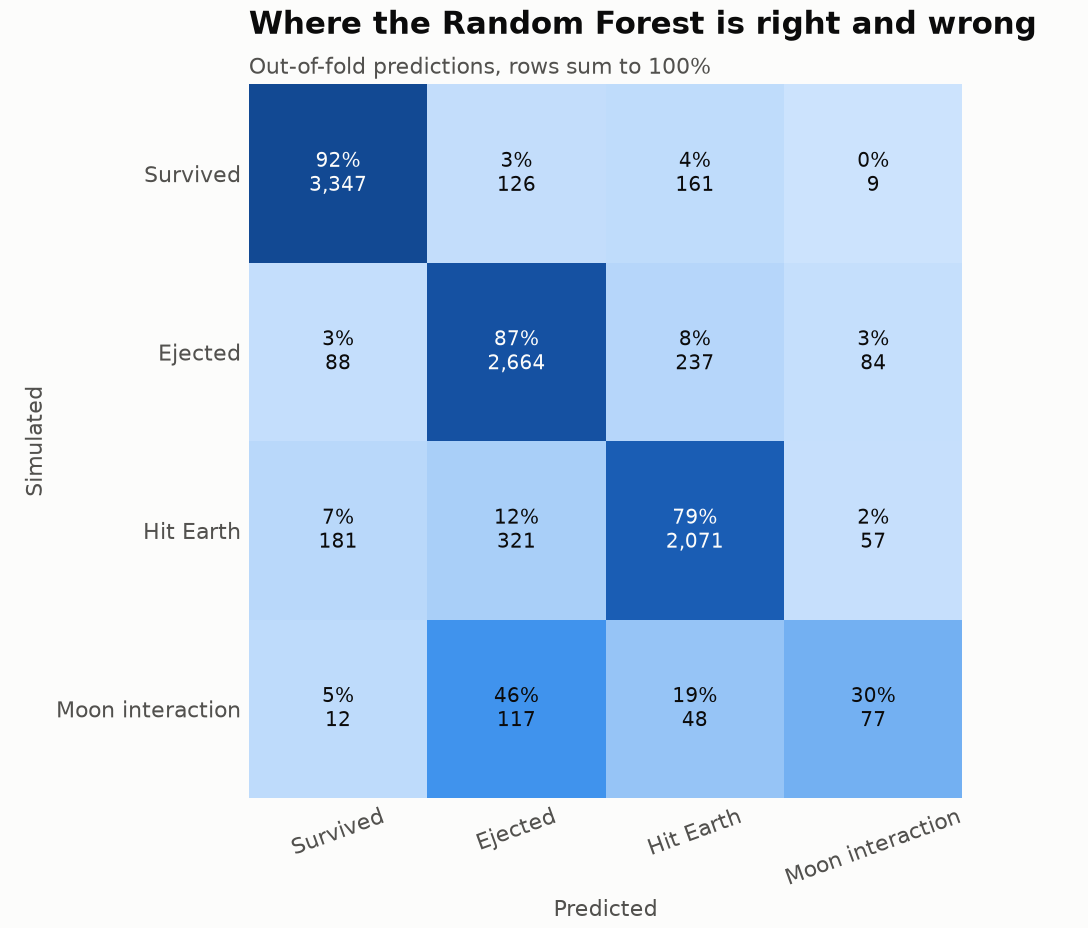 Where the Random Forest is right and wrong
Out-of-fold predictions, rows sum to 100%
Simulated
Survived
92%
3,347
3%
126
4%
161
0%
9
Ejected
3%
88
87%
2,664
8%
237
3%
84
Hit Earth
7%
181
12%
321
79%
2,071
2%
57
Moon interaction
5%
12
46%
117
19%
48
30%
77
Survived
Ejected
Hit Earth
Moon interaction
Predicted